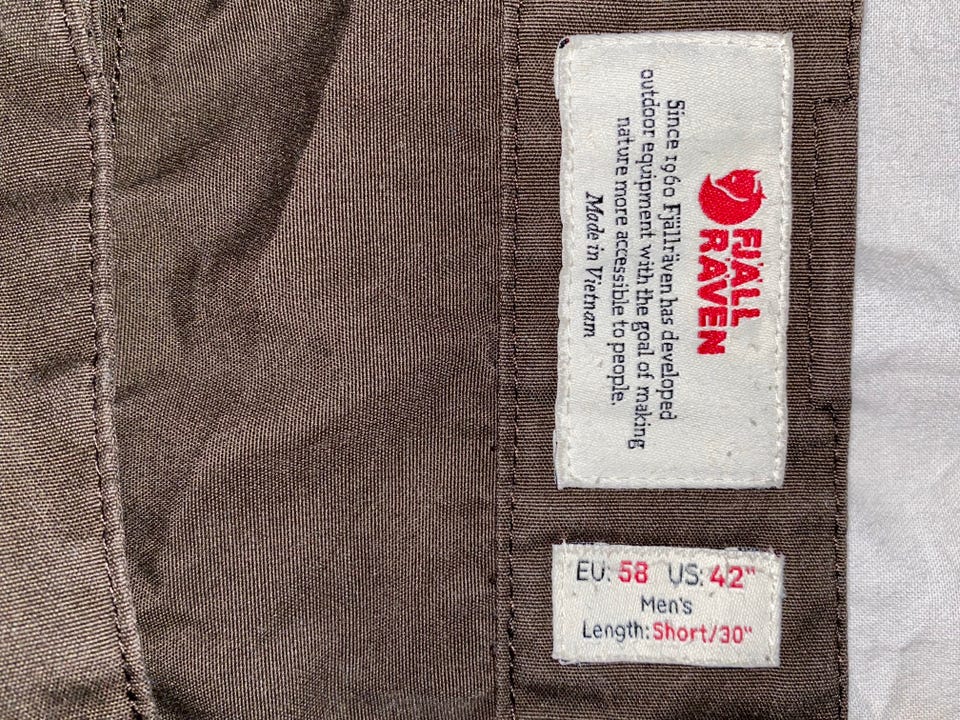 FJÄLL
RÄVEN
Since 1960 Fjällräven has developed
outdoor equipment with the goal of making
nature more accessible to people.
Made in Vietnam
EU: 58 US: 42"
Men's
Length: Short/30"